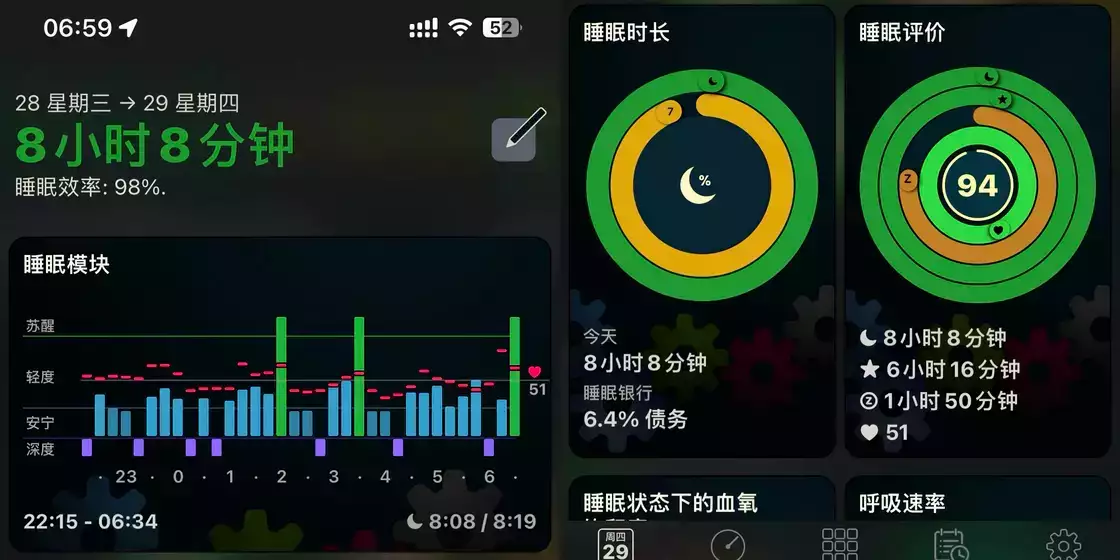 06:59
52
28 星期三 → 29 星期四
8小时8分钟
睡眠效率: 98%.
睡眠模块
苏醒
轻度
51
安宁
深度
· 23 · 0 · 1 · 2 · 3 · 4 · 5 · 6 ·
22:15 - 06:34
8:08 / 8:19
睡眠时长
7
%
今天
8小时8分钟
睡眠银行
6.4% 债务
睡眠评价
Z
94
8小时8分钟
6小时16分钟
Z 1小时50分钟
51
睡眠状态下的血氧
呼吸速率
周四
29